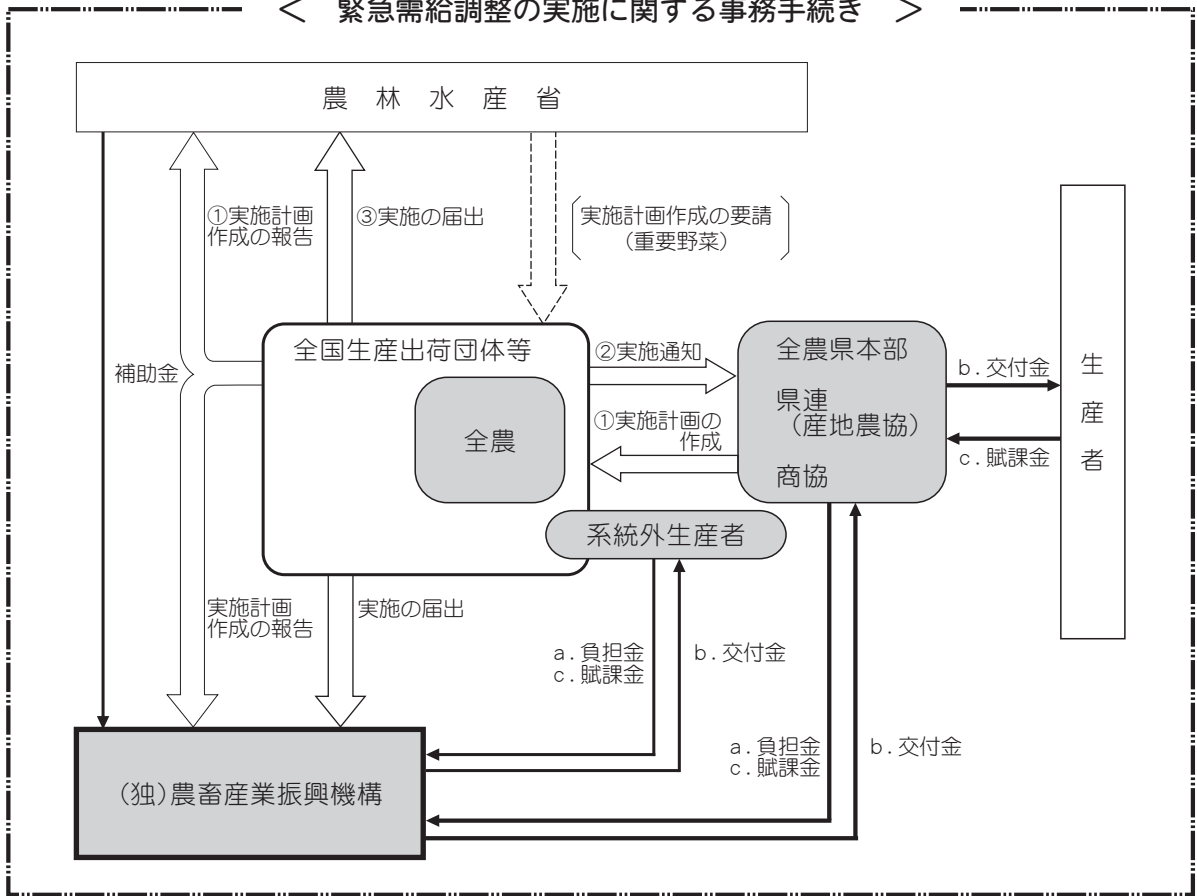 ＜　緊急需給調整の実施に関する事務手続き　＞
農林水産省
①実施計画
作成の報告
③実施の届出
実施計画作成の要請
（重要野菜）
補助金
全国生産出荷団体等
全農
②実施通知
①実施計画の
作成
全農県本部
県連
（産地農協）
商協
b．交付金
c．賦課金
生産者
系統外生産者
実施計画
作成の報告
実施の届出
a．負担金
c．賦課金
b．交付金
a．負担金
c．賦課金
b．交付金
（独）農畜産業振興機構